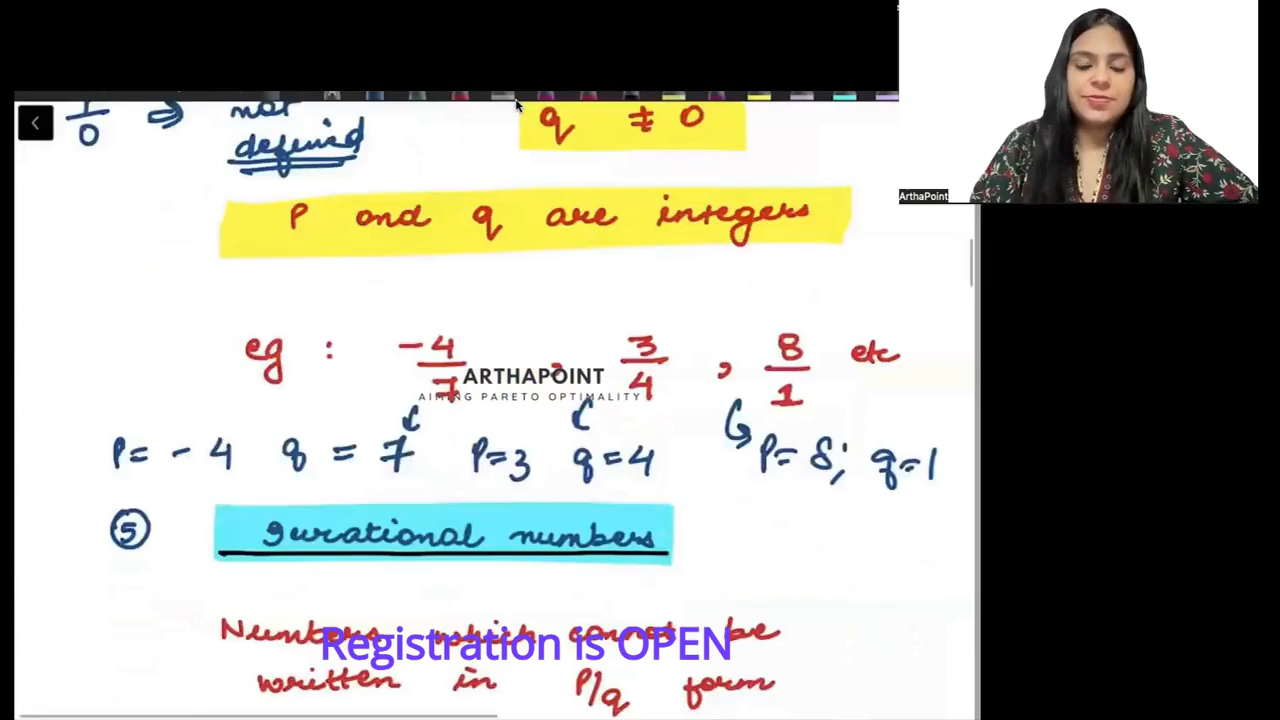 1/0 ⇒ not defined
q ≠ 0
ArthaPoint
P and q are integers
eg : -4/7 , 3/4 , 8/1 etc
ARTHAPOINT
AIMING PARETO OPTIMALITY
P= -4 q = 7 P=3 q=4 P= 8; q=1
5 Irrational numbers
Numbers which cannot be
Registration is OPEN
written in P/q form